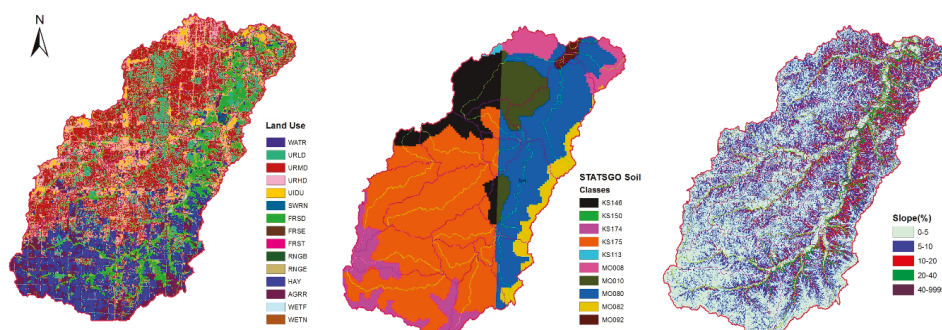 N
Land Use
WATR
URLD
URMD
URHD
UIDU
SWRN
FRSD
FRSE
FRST
RNGB
RNGE
HAY
AGRR
WETF
WETN
STATSGO Soil
Classes
KS146
KS150
KS174
KS175
KS113
MO008
MO010
MO080
MO082
MO092
Slope(%)
0-5
5-10
10-20
20-40
40-9999